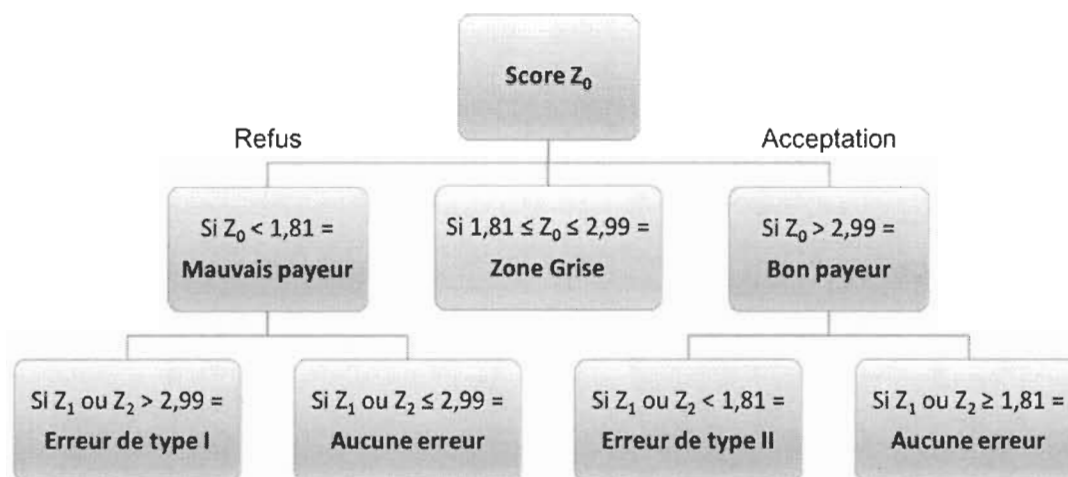 Score Z₀
Refus
Acceptation
Si Z₀ < 1,81 =
Mauvais payeur
Si 1,81 ≤ Z₀ ≤ 2,99 =
Zone Grise
Si Z₀ > 2,99 =
Bon payeur
Si Z₁ ou Z₂ > 2,99 =
Erreur de type I
Si Z₁ ou Z₂ ≤ 2,99 =
Aucune erreur
Si Z₁ ou Z₂ < 1,81 =
Erreur de type II
Si Z₁ ou Z₂ ≥ 1,81 =
Aucune erreur